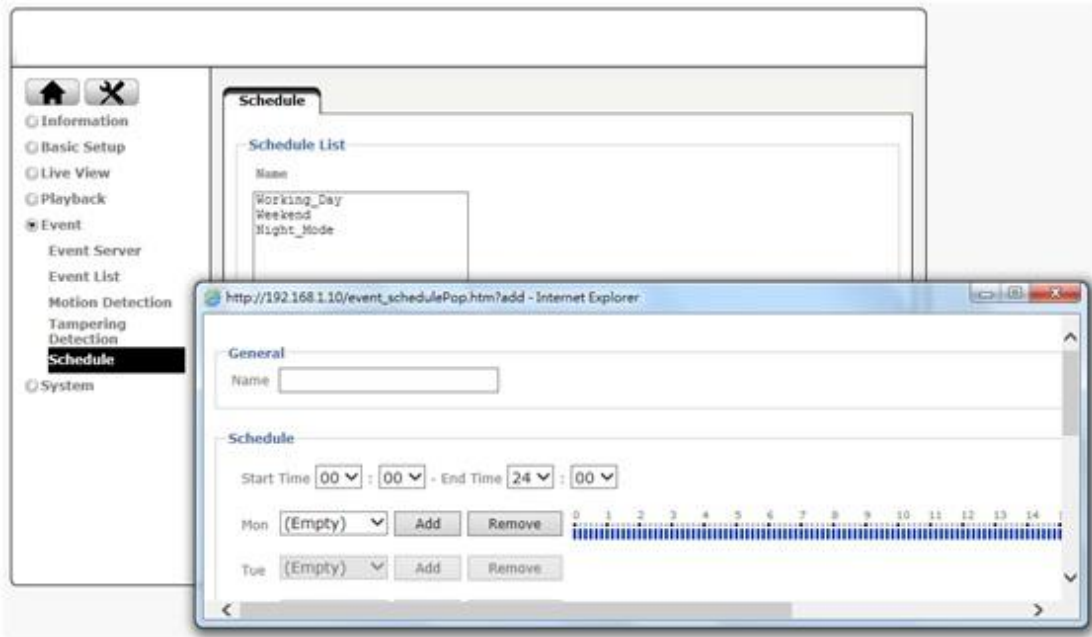 Information
Basic Setup
Live View
Playback
Event
Event Server
Event List
Motion Detection
Tampering
Detection
Schedule
System
Schedule
Schedule List
Name
Working_Day
Weekend
Night_Mode
http://192.168.1.10/event_schedulePop.htm?add - Internet Explorer
General
Name
Schedule
Start Time 00 : 00 - End Time 24 : 00
0 1 2 3 4 5 6 7 8 9 10 11 12 13 14
Mon (Empty) Add Remove
Tue (Empty) Add Remove